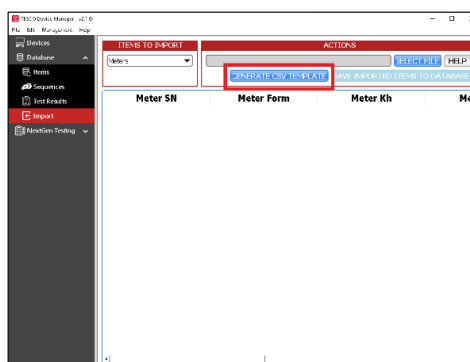 TESCO Device Manager - v2.1.0
File Edit Management Help
Devices
Database
Items
Sequences
Test Results
Import
NextGen Testing
ITEMS TO IMPORT
Meters
ACTIONS
SELECT FILE
HELP
GENERATE CSV TEMPLATE
SAVE IMPORTED ITEMS TO DATABASE
Meter SN Meter Form Meter Kh